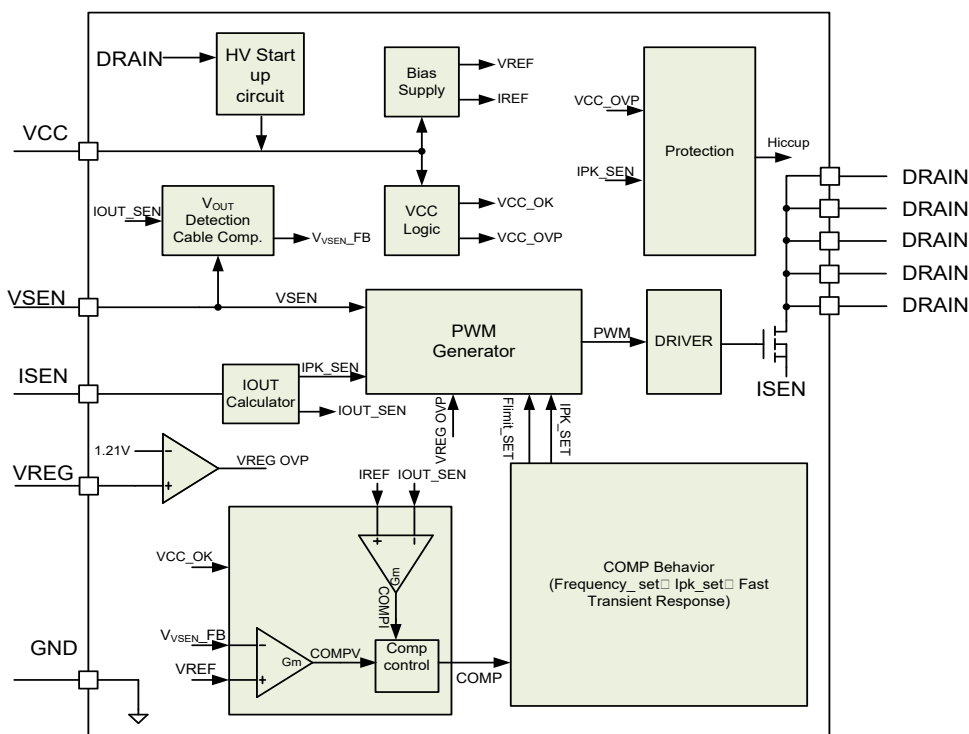 DRAIN
HV Start
up
circuit
Bias
Supply
VREF
IREF
VCC_OVP
IPK_SEN
Protection
Hiccup
VCC
IOUT_SEN
VOUT
Detection
Cable Comp.
VVSEN_FB
VCC
Logic
VCC_OK
VCC_OVP
DRAIN
DRAIN
DRAIN
DRAIN
DRAIN
VSEN
VSEN
PWM
Generator
PWM
DRIVER
ISEN
ISEN
IOUT
Calculator
IPK_SEN
IOUT_SEN
VREG OVP
Flimit_SET
IPK_SET
1.21V
−
+
VREG OVP
VREG
IREF
IOUT_SEN
+
−
Gm
COMPI
VCC_OK
VVSEN_FB
VREF
−
+
Gm
COMPV
Comp
control
COMP
COMP Behavior
(Frequency_ set□ Ipk_set□ Fast
Transient Response)
GND